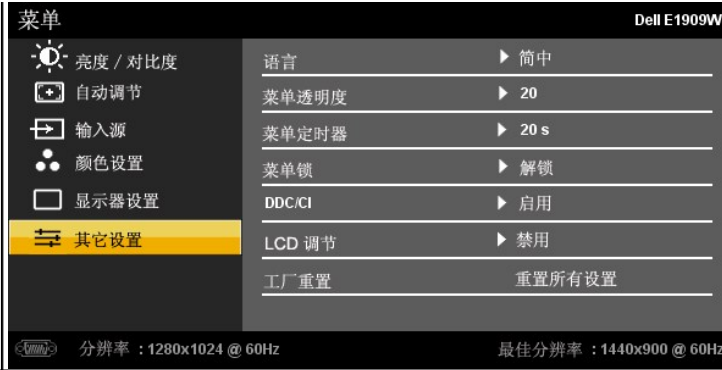 菜单
Dell E1909W
亮度 / 对比度
自动调节
输入源
颜色设置
显示器设置
其它设置
语言 简中
菜单透明度 20
菜单定时器 20 s
菜单锁 解锁
DDC/CI 启用
LCD 调节 禁用
工厂重置 重置所有设置
分辨率 : 1280x1024 @ 60Hz
最佳分辨率 : 1440x900 @ 60Hz